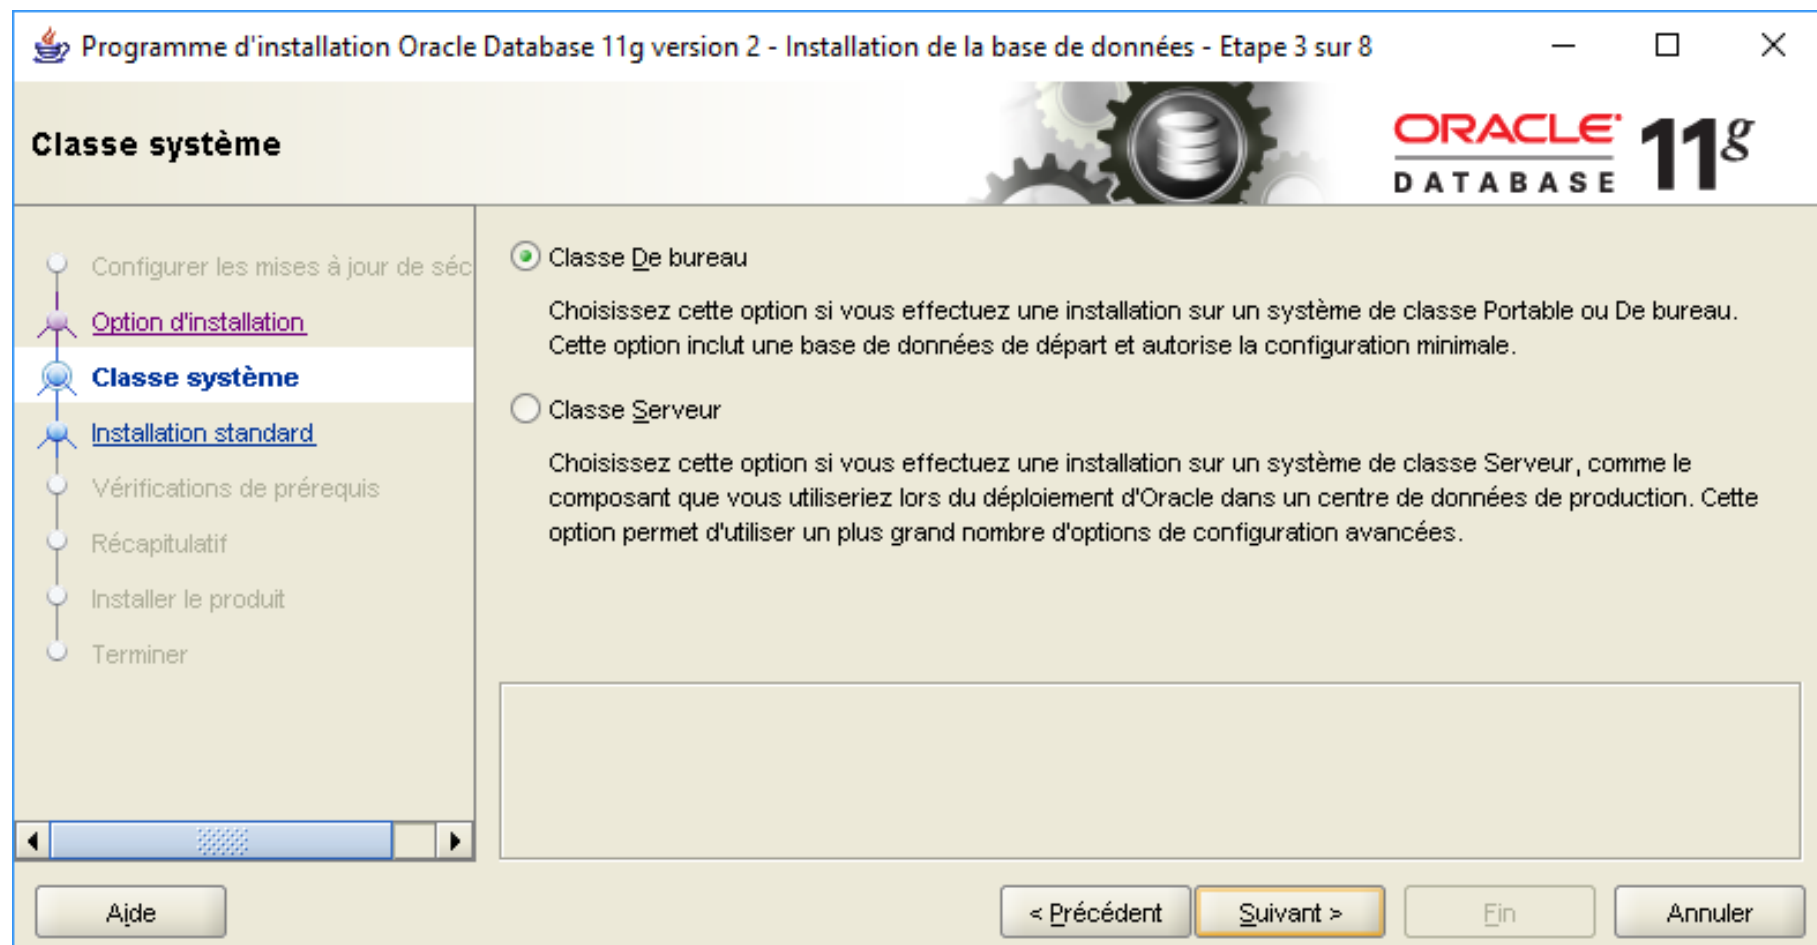 Programme d'installation Oracle Database 11g version 2 - Installation de la base de données - Etape 3 sur 8
Classe système
ORACLE
DATABASE
11g
Configurer les mises à jour de séc
Option d'installation
Classe système
Installation standard
Vérifications de prérequis
Récapitulatif
Installer le produit
Terminer
Classe De bureau
Choisissez cette option si vous effectuez une installation sur un système de classe Portable ou De bureau.
Cette option inclut une base de données de départ et autorise la configuration minimale.
Classe Serveur
Choisissez cette option si vous effectuez une installation sur un système de classe Serveur, comme le
composant que vous utiliseriez lors du déploiement d'Oracle dans un centre de données de production. Cette
option permet d'utiliser un plus grand nombre d'options de configuration avancées.
Aide
< Précédent
Suivant >
Fin
Annuler